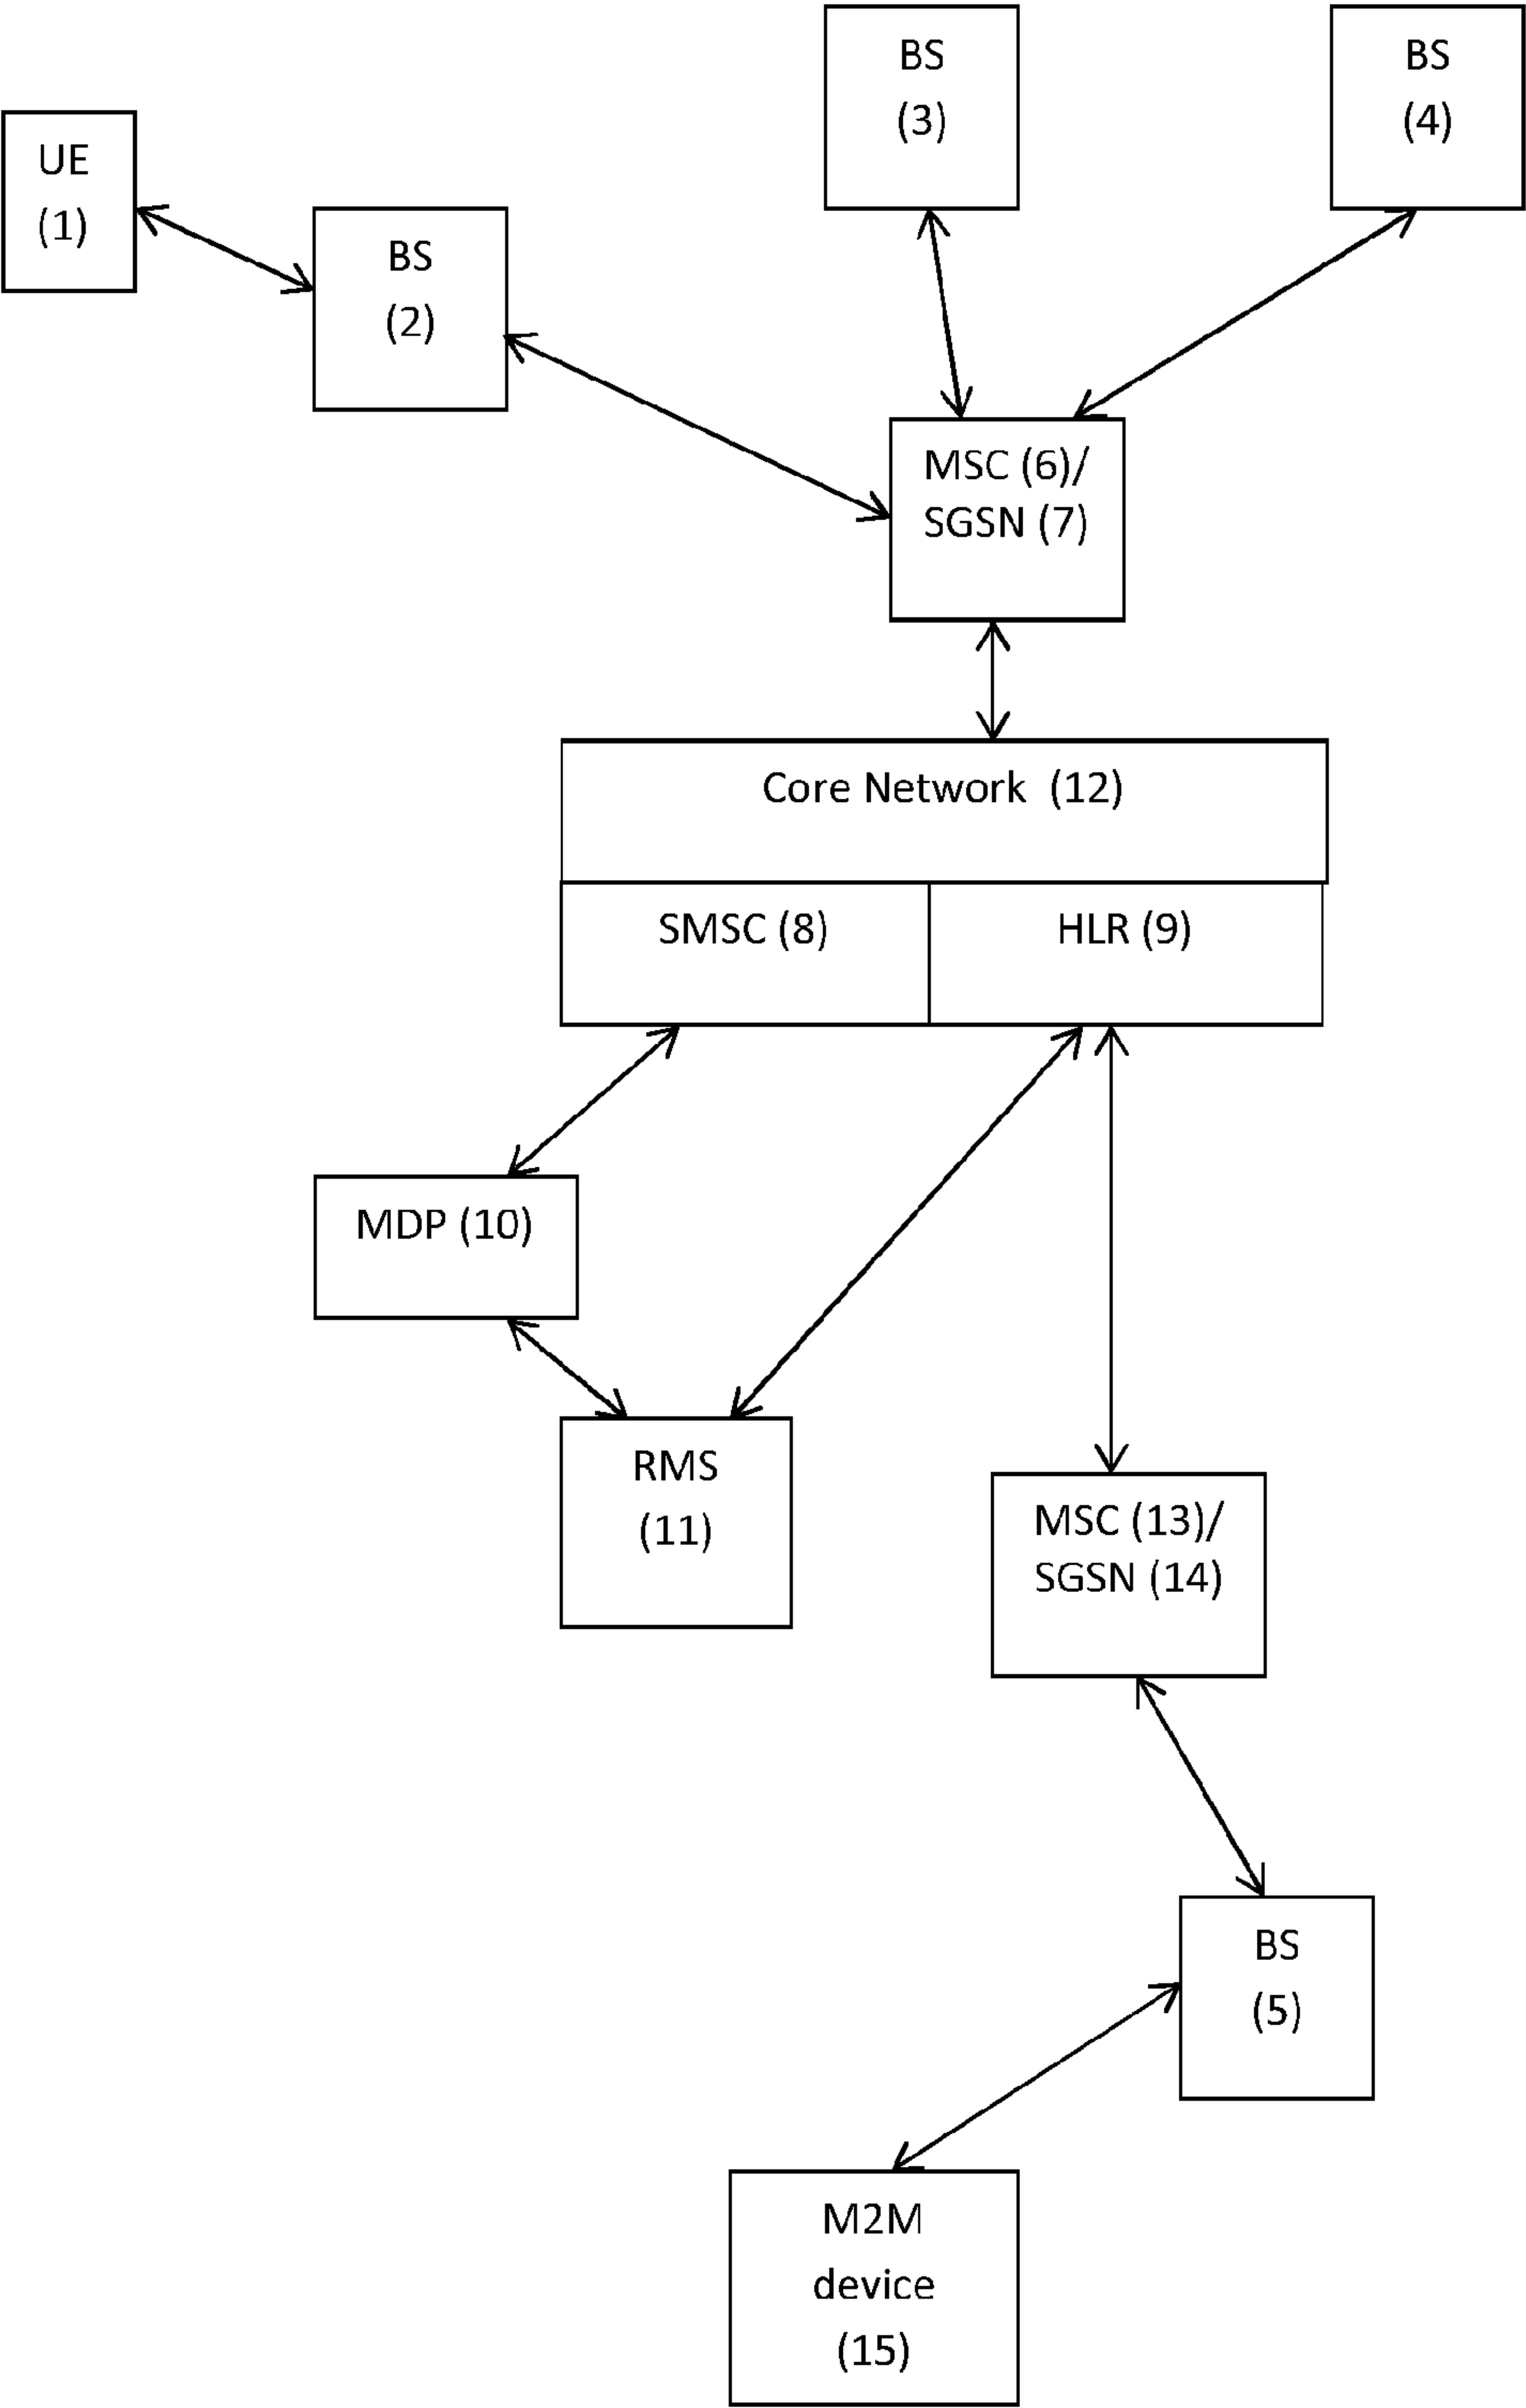 BS
(3)
BS
(4)
UE
(1)
BS
(2)
MSC (6)/
SGSN (7)
Core Network (12)
SMSC (8)
HLR (9)
MDP (10)
RMS
(11)
MSC (13)/
SGSN (14)
BS
(5)
M2M
device
(15)